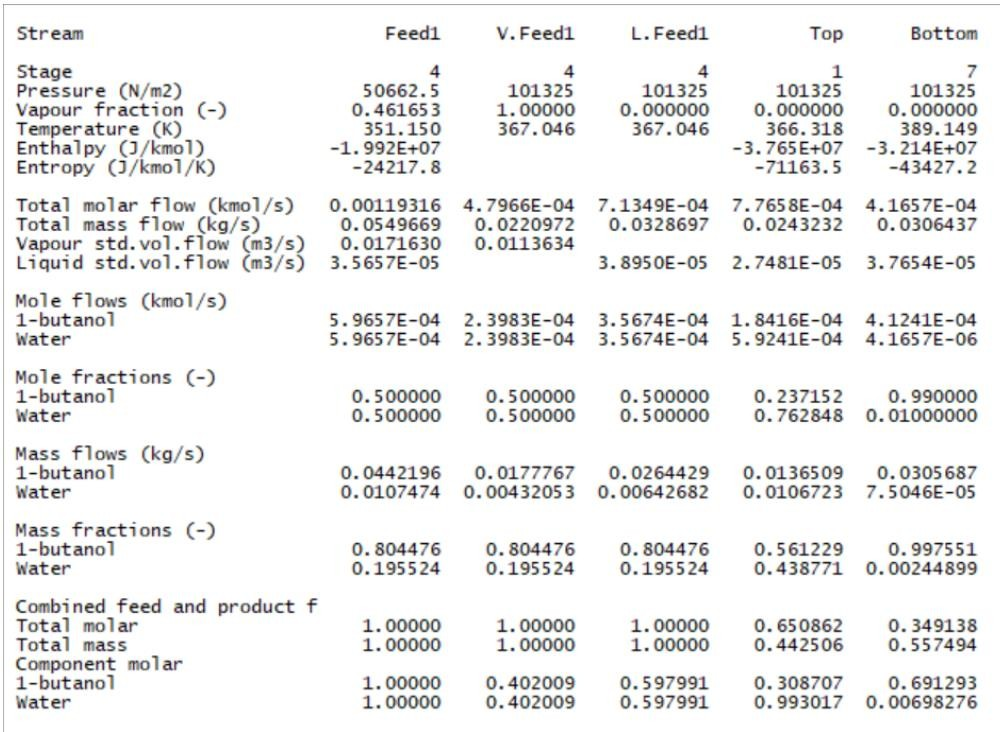 Stream Feed1 V.Feed1 L.Feed1 Top Bottom
Stage 4 4 4 1 7
Pressure (N/m2) 50662.5 101325 101325 101325 101325
Vapour fraction (-) 0.461653 1.00000 0.000000 0.000000 0.000000
Temperature (K) 351.150 367.046 367.046 366.318 389.149
Enthalpy (J/kmol) -1.992E+07 -3.765E+07 -3.214E+07
Entropy (J/kmol/K) -24217.8 -71163.5 -43427.2
Total molar flow (kmol/s) 0.00119316 4.7966E-04 7.1349E-04 7.7658E-04 4.1657E-04
Total mass flow (kg/s) 0.0549669 0.0220972 0.0328697 0.0243232 0.0306437
Vapour std.vol.flow (m3/s) 0.0171630 0.0113634
Liquid std.vol.flow (m3/s) 3.5657E-05 3.8950E-05 2.7481E-05 3.7654E-05
Mole flows (kmol/s)
1-butanol 5.9657E-04 2.3983E-04 3.5674E-04 1.8416E-04 4.1241E-04
Water 5.9657E-04 2.3983E-04 3.5674E-04 5.9241E-04 4.1657E-06
Mole fractions (-)
1-butanol 0.500000 0.500000 0.500000 0.237152 0.990000
Water 0.500000 0.500000 0.500000 0.762848 0.01000000
Mass flows (kg/s)
1-butanol 0.0442196 0.0177767 0.0264429 0.0136509 0.0305687
Water 0.0107474 0.00432053 0.00642682 0.0106723 7.5046E-05
Mass fractions (-)
1-butanol 0.804476 0.804476 0.804476 0.561229 0.997551
Water 0.195524 0.195524 0.195524 0.438771 0.00244899
Combined feed and product f
Total molar 1.00000 1.00000 1.00000 0.650862 0.349138
Total mass 1.00000 1.00000 1.00000 0.442506 0.557494
Component molar
1-butanol 1.00000 0.402009 0.597991 0.308707 0.691293
Water 1.00000 0.402009 0.597991 0.993017 0.00698276